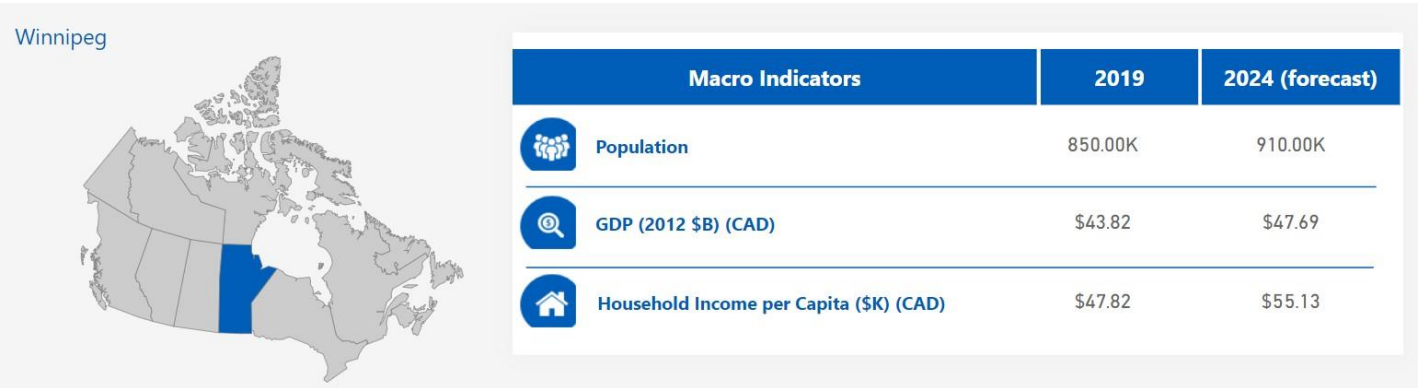 Winnipeg
Macro Indicators 2019 2024 (forecast)
Population 850.00K 910.00K
GDP (2012 $B) (CAD) $43.82 $47.69
Household Income per Capita ($K) (CAD) $47.82 $55.13